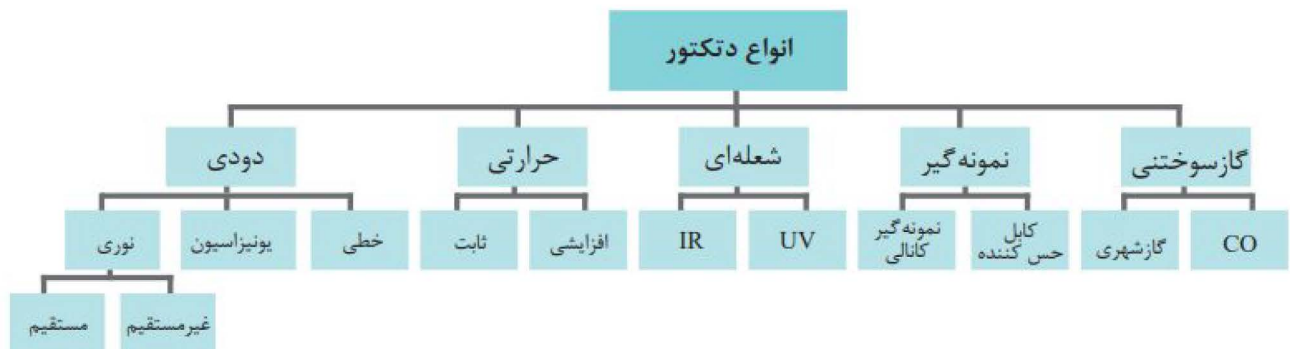 انواع دتکتور
گازسوختنی
نمونه‌گیر
شعله‌ای
حرارتی
دودی
CO
گازشهری
کابل
حس کننده
نمونه‌گیر
کانالی
UV
IR
افزایشی
ثابت
خطی
یونیزاسیون
نوری
غیرمستقیم
مستقیم